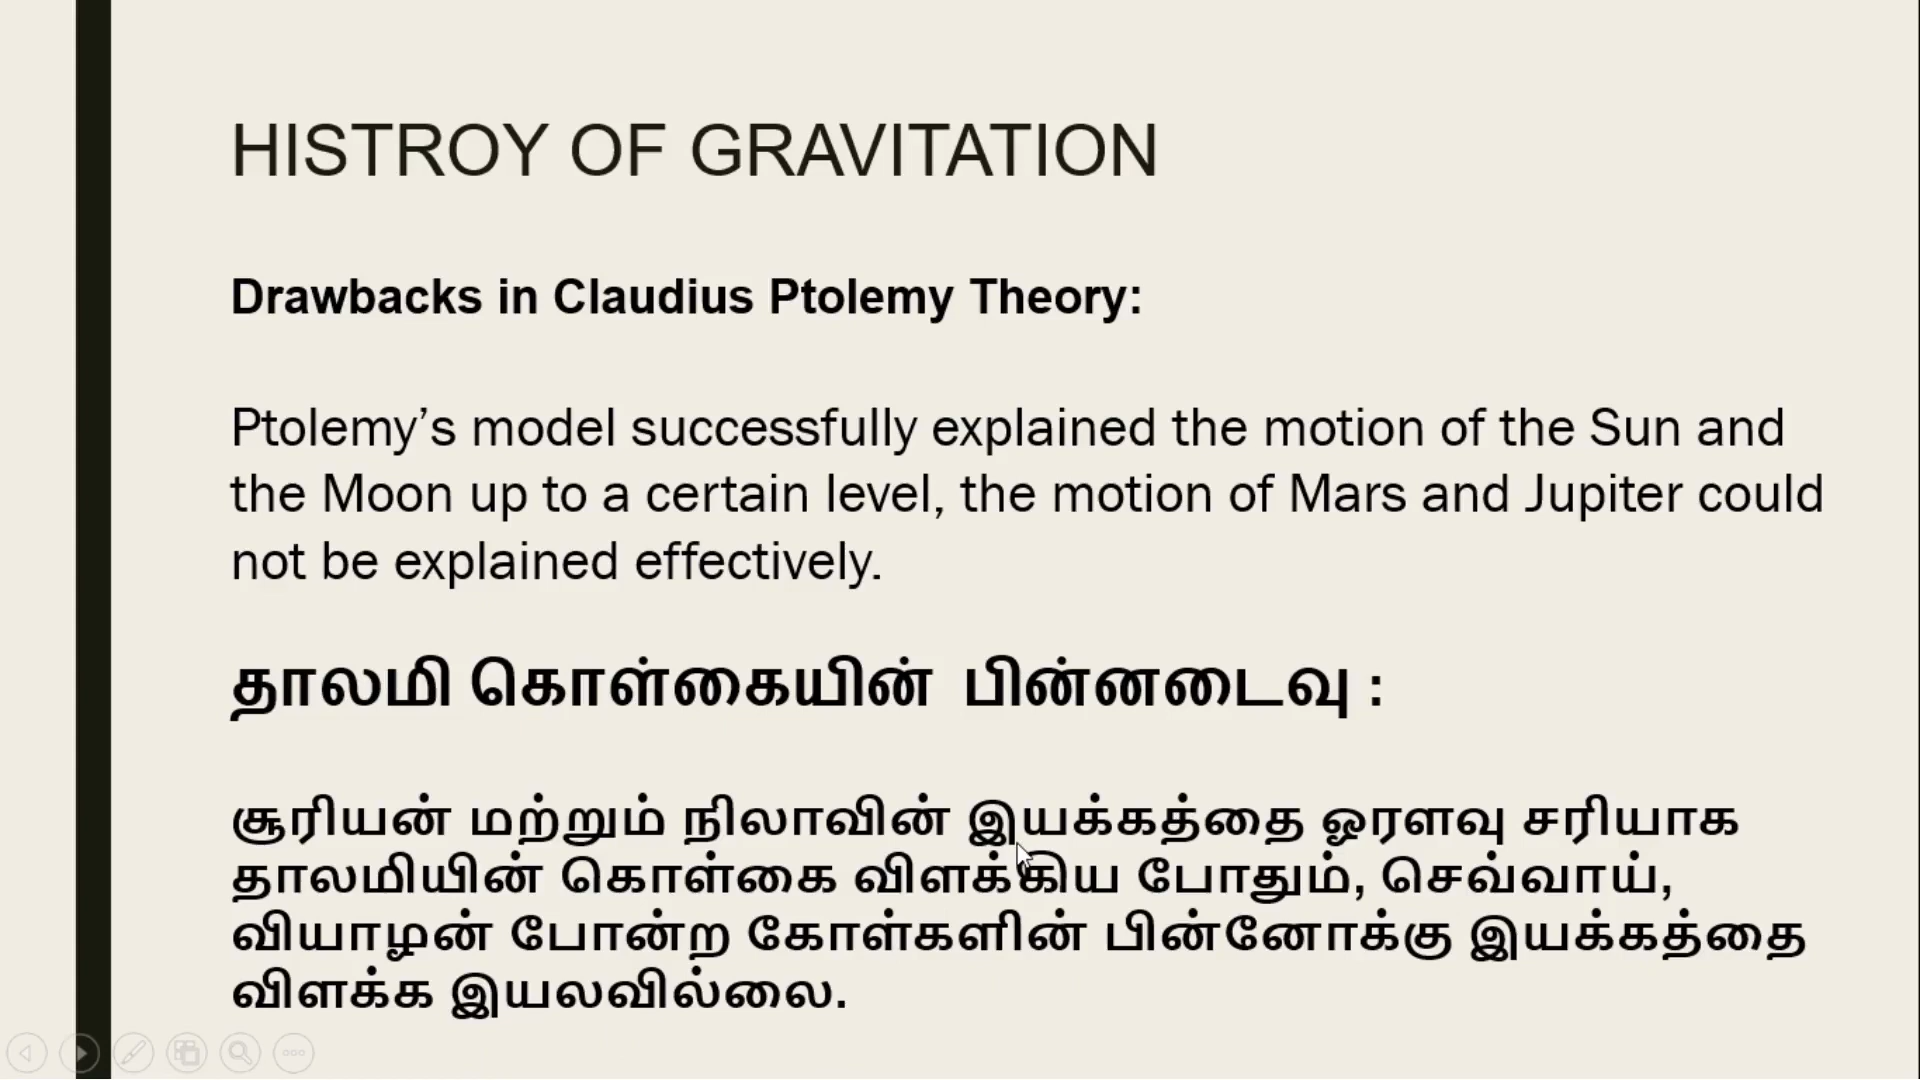 HISTROY OF GRAVITATION
Drawbacks in Claudius Ptolemy Theory:
Ptolemy’s model successfully explained the motion of the Sun and
the Moon up to a certain level, the motion of Mars and Jupiter could
not be explained effectively.
தாலமி கொள்கையின் பின்னடைவு :
சூரியன் மற்றும் நிலாவின் இயக்கத்தை ஓரளவு சரியாக
தாலமியின் கொள்கை விளக்கிய போதும், செவ்வாய்,
வியாழன் போன்ற கோள்களின் பின்னோக்கு இயக்கத்தை
விளக்க இயலவில்லை.